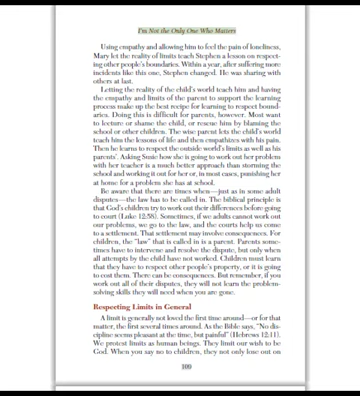 I'm Not the Only One Who Matters
Using empathy and allowing him to feel the pain of loneliness,
Mary let the reality of limits teach Stephen a lesson on respect-
ing other people's boundaries. Within a year, after suffering more
incidents like this one, Stephen changed. He was sharing with
others at last.
Letting the reality of the child's world teach him and having
the empathy and limits of the parent to support the learning
process make up the best recipe for learning to respect bound-
aries. Doing this is difficult for parents, however. Most want
to lecture or shame the child, or rescue him by blaming the
school or other children. The wise parent lets the child's world
teach him the lessons of life and then empathizes with his pain.
Then he learns to respect the outside world's limits as well as his
parents'. Asking Susie how she is going to work out her problem
with her teacher is a much better approach than storming the
school and working it out for her or, in most cases, punishing her
at home for a problem she has at school.
Be aware that there are times when—just as in some adult
disputes—the law has to be called in. The biblical principle is
that God's children try to work out their differences before going
to court (Luke 12:58). Sometimes, if we adults cannot work out
our problems, we go to the law, and the courts help us come
to a settlement. That settlement may involve consequences. For
children, the "law" that is called in is a parent. Parents some-
times have to intervene and resolve the dispute, but only when
all attempts by the child have not worked. Children must learn
that they have to respect other people's property, or it is going
to cost them. There can be consequences. But remember, if you
work out all of their disputes, they will not learn the problem-
solving skills they will need when you are gone.
Respecting Limits in General
A limit is generally not loved the first time around—or for that
matter, the first several times around. As the Bible says, "No dis-
cipline seems pleasant at the time, but painful" (Hebrews 12:11).
We protest limits as human beings. They limit our wish to be
God. When you say no to children, they not only lose out on
109